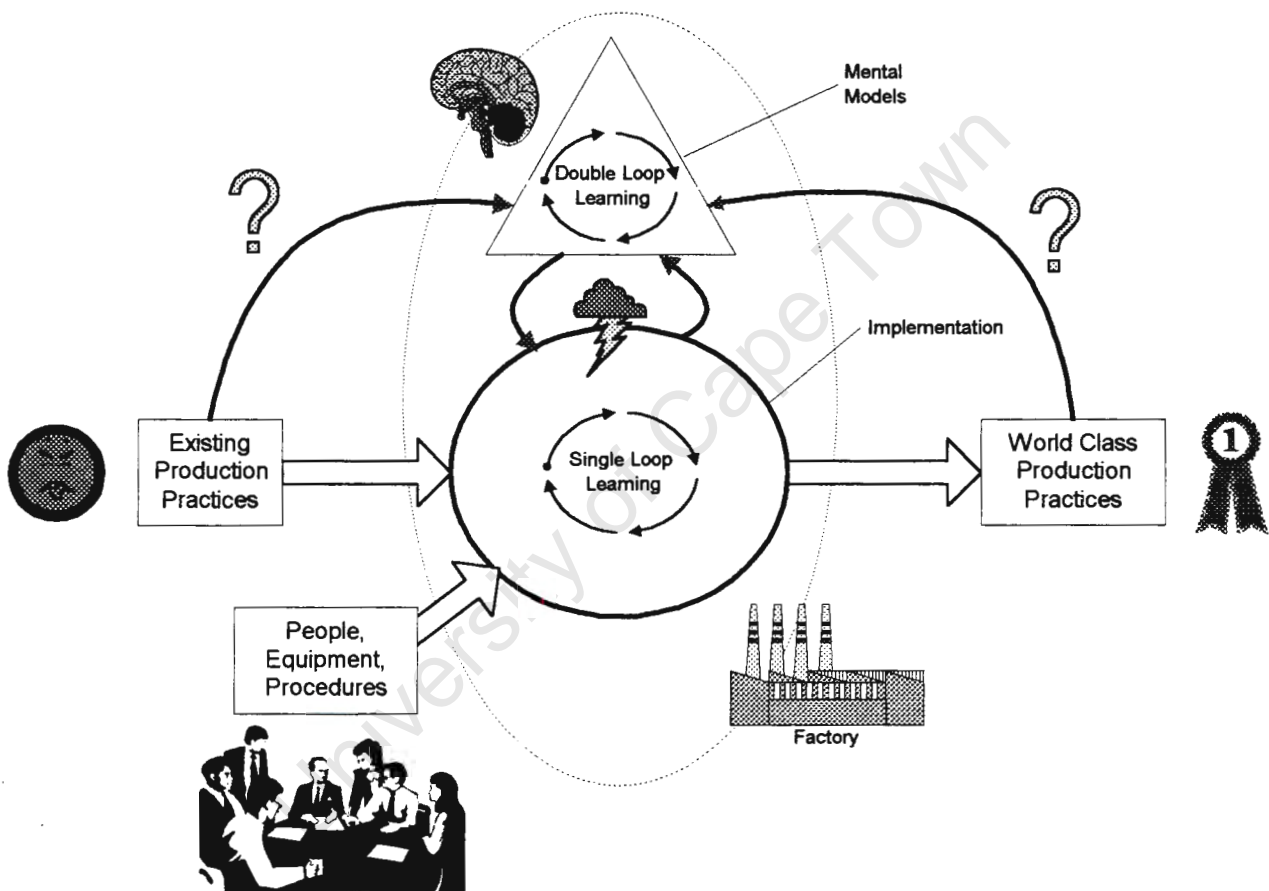 Mental
Models
Double Loop
Learning
?
?
Implementation
Existing
Production
Practices
Single Loop
Learning
World Class
Production
Practices
1
People,
Equipment,
Procedures
Factory
University of Cape Town